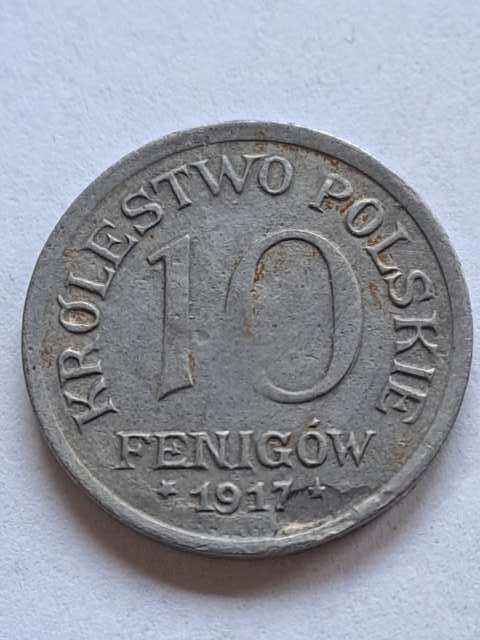 KRÓLESTWO POLSKIE
10
FENIGÓW
* 1917 *